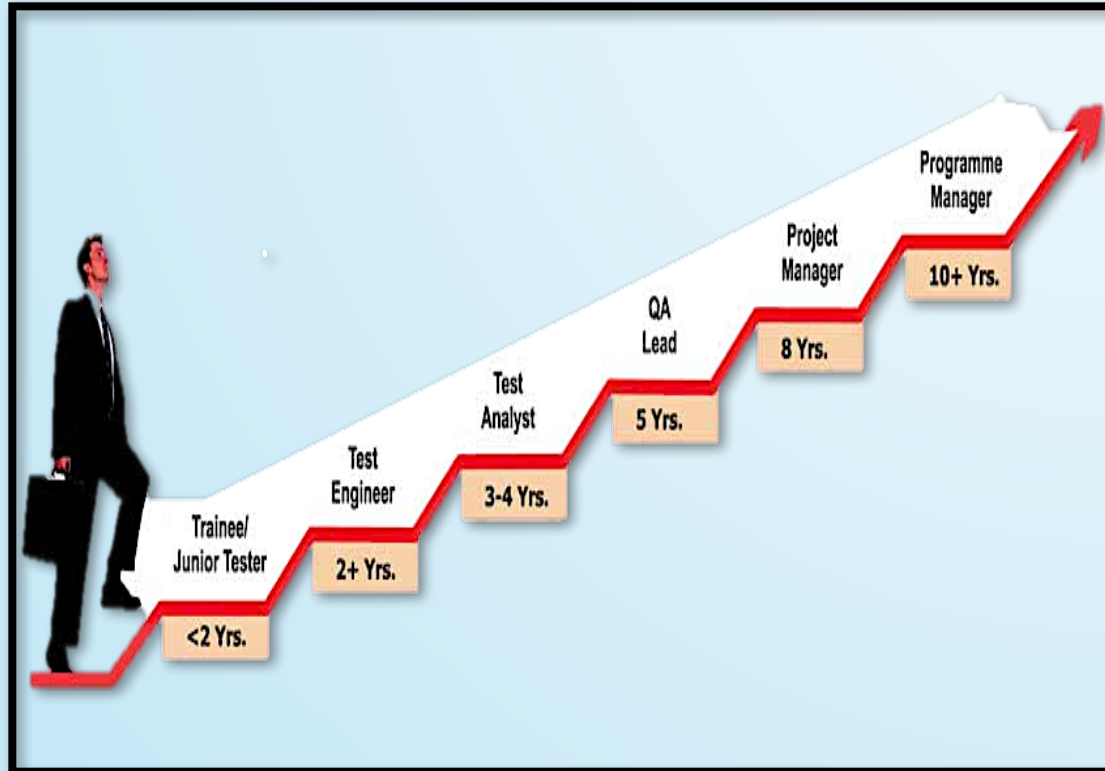 Programme
Manager
10+ Yrs.
Project
Manager
8 Yrs.
QA
Lead
5 Yrs.
Test
Analyst
3-4 Yrs.
Test
Engineer
2+ Yrs.
Trainee/
Junior Tester
<2 Yrs.